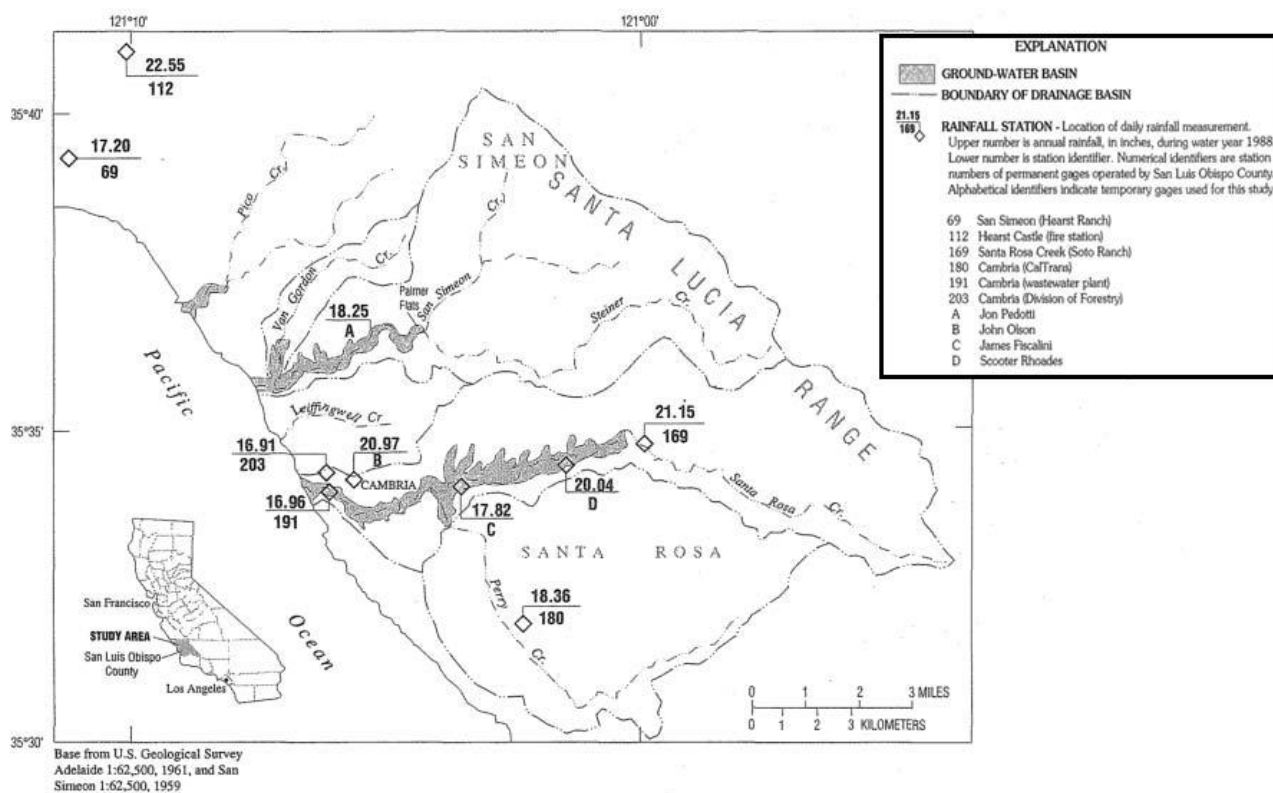 121°10'
121°00'
22.55
112
35°40'
17.20
69
EXPLANATION
GROUND-WATER BASIN
BOUNDARY OF DRAINAGE BASIN
21.15
169
RAINFALL STATION - Location of daily rainfall measurement.
Upper number is annual rainfall, in inches, during water year 1988
Lower number is station identifier. Numerical identifiers are station
numbers of permanent gages operated by San Luis Obispo County.
Alphabetical identifiers indicate temporary gages used for this study
69 San Simeon (Hearst Ranch)
112 Hearst Castle (fire station)
169 Santa Rosa Creek (Soto Ranch)
180 Cambria (CalTrans)
191 Cambria (wastewater plant)
203 Cambria (Division of Forestry)
A Jon Pedotti
B John Olson
C James Fiscalini
D Scooter Rhoades
SAN
SIMEON
SANTA
LUCIA
RANGE
Pico Cr.
Van Gordon Cr.
Palmer
Flats
San Simeon Cr.
Steiner Cr.
18.25
A
Pacific
Ocean
Leiffingwell Cr.
35°35'
16.91
203
20.97
B
CAMBRIA
16.96
191
21.15
169
20.04
D
17.82
C
Santa Rosa Cr.
SANTA ROSA
Perry Cr.
18.36
180
San Francisco
STUDY AREA
San Luis Obispo
County
Los Angeles
0 1 2 3 MILES
0 1 2 3 KILOMETERS
35°30'
Base from U.S. Geological Survey
Adelaide 1:62,500, 1961, and San
Simeon 1:62,500, 1959